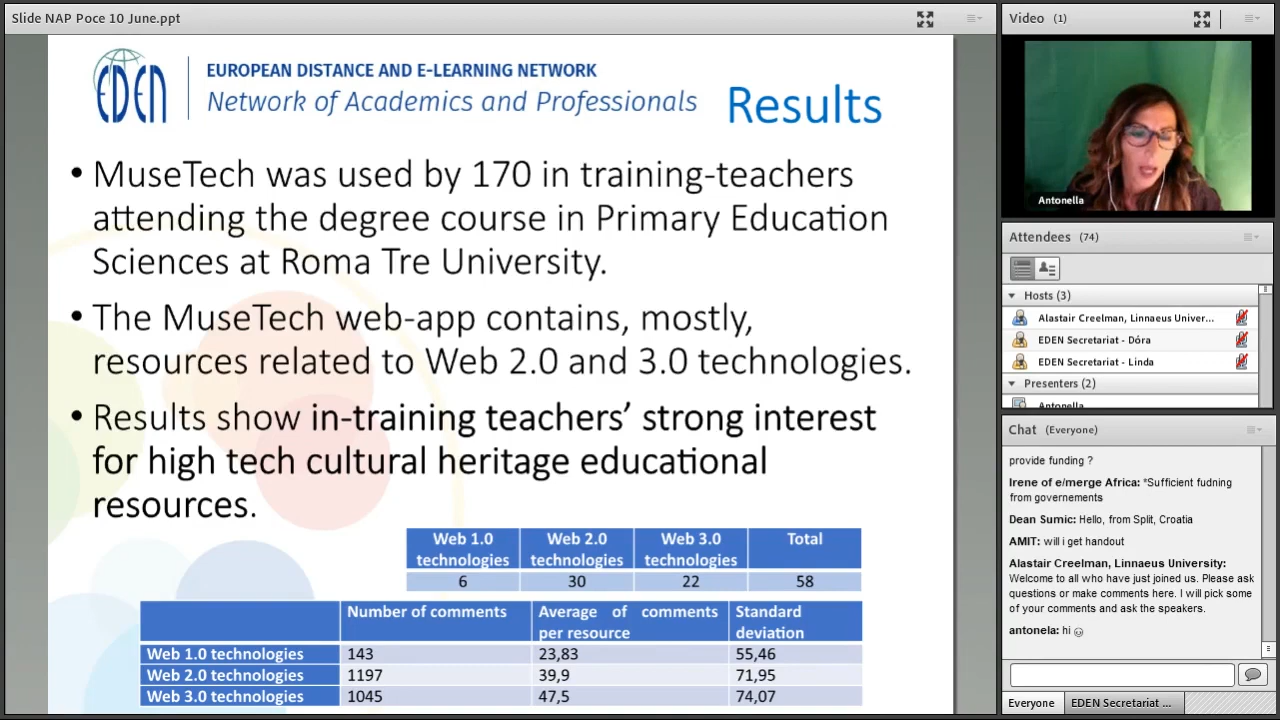 Slide NAP Poce 10 June.ppt
EDEN
EUROPEAN DISTANCE AND E-LEARNING NETWORK
Network of Academics and Professionals
Results
• MuseTech was used by 170 in training-teachers
attending the degree course in Primary Education
Sciences at Roma Tre University.
• The MuseTech web-app contains, mostly,
resources related to Web 2.0 and 3.0 technologies.
• Results show in-training teachers’ strong interest
for high tech cultural heritage educational
resources.
Web 1.0 technologies Web 2.0 technologies Web 3.0 technologies Total
6 30 22 58
Number of comments Average of comments per resource Standard deviation
Web 1.0 technologies 143 23,83 55,46
Web 2.0 technologies 1197 39,9 71,95
Web 3.0 technologies 1045 47,5 74,07
Video (1)
Antonella
Attendees (74)
Hosts (3)
Alastair Creelman, Linnaeus Univer...
EDEN Secretariat - Dóra
EDEN Secretariat - Linda
Presenters (2)
Antonella
Chat (Everyone)
provide funding ?
Irene of e/merge Africa: *Sufficient fudning
from governements
Dean Sumic: Hello, from Split, Croatia
AMIT: will i get handout
Alastair Creelman, Linnaeus University:
Welcome to all who have just joined us. Please ask
questions or make comments here. I will pick some
of your comments and ask the speakers.
antonela: hi ☺
Everyone EDEN Secretariat ...